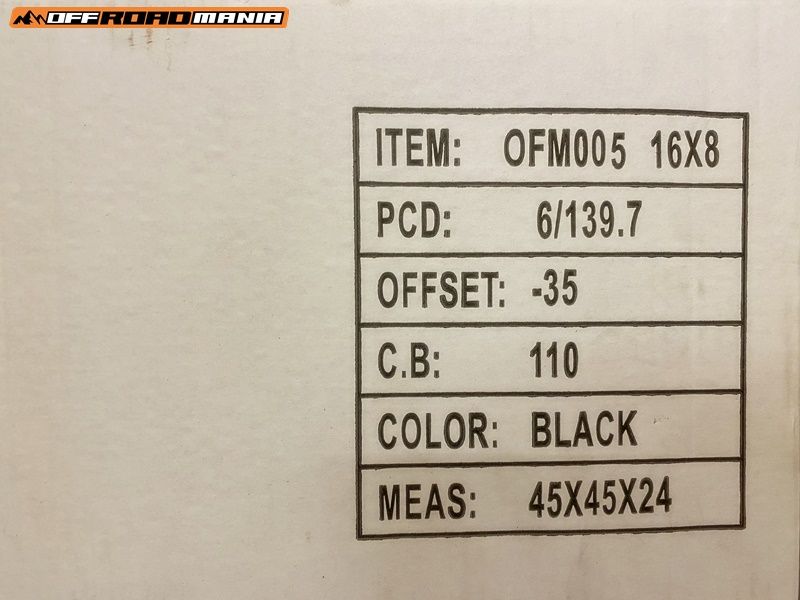 OFFROADMANIA
ITEM: OFM005 16X8
PCD: 6/139.7
OFFSET: -35
C.B: 110
COLOR: BLACK
MEAS: 45X45X24